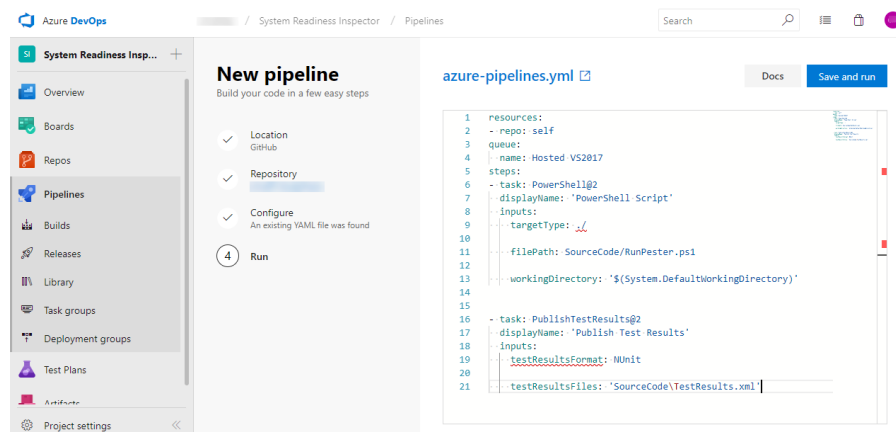 Azure DevOps
/ System Readiness Inspector / Pipelines
Search
SI System Readiness Insp...
Overview
Boards
Repos
Pipelines
Builds
Releases
Library
Task groups
Deployment groups
Test Plans
Artifacts
Project settings
New pipeline
Build your code in a few easy steps
Location
GitHub
Repository
Configure
An existing YAML file was found
4 Run
azure-pipelines.yml
Docs
Save and run
1 resources:
2 - repo: self
3 queue:
4   name: Hosted VS2017
5 steps:
6 - task: PowerShell@2
7   displayName: 'PowerShell Script'
8   inputs:
9     targetType: ./
10
11     filePath: SourceCode/RunPester.ps1
12
13     workingDirectory: '$(System.DefaultWorkingDirectory)'
14
15
16 - task: PublishTestResults@2
17   displayName: 'Publish Test Results'
18   inputs:
19     testResultsFormat: NUnit
20
21     testResultsFiles: 'SourceCode\TestResults.xml'